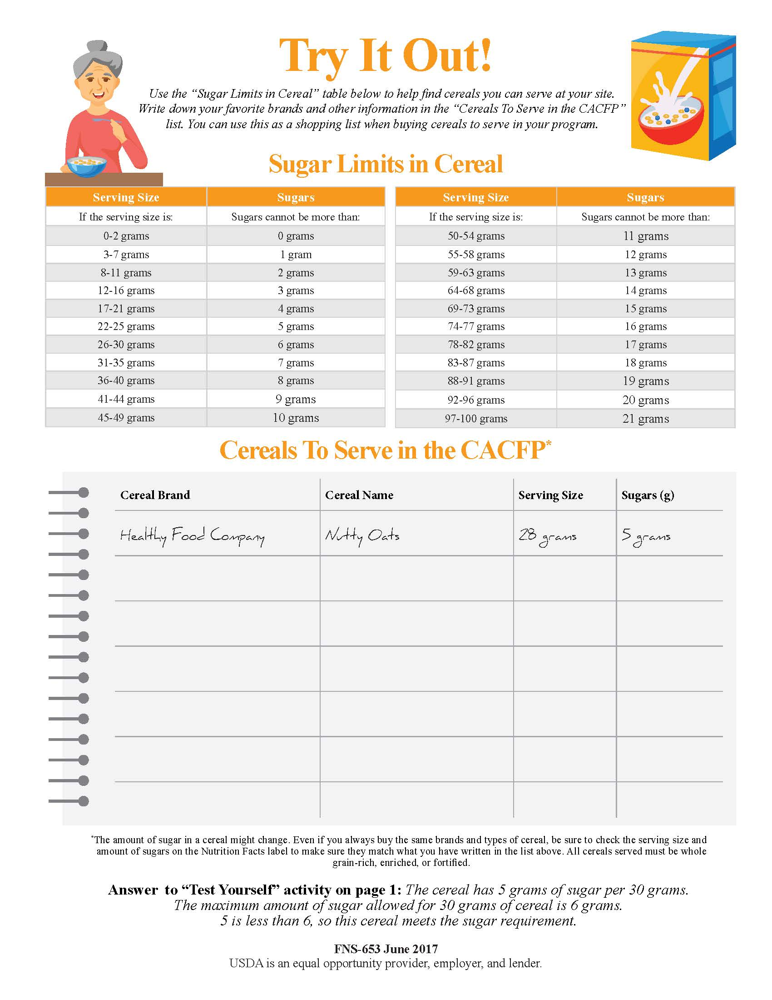 Try It Out!
Use the “Sugar Limits in Cereal” table below to help find cereals you can serve at your site.
Write down your favorite brands and other information in the “Cereals To Serve in the CACFP”
list. You can use this as a shopping list when buying cereals to serve in your program.
Sugar Limits in Cereal
Serving Size Sugars
If the serving size is: Sugars cannot be more than:
0-2 grams 0 grams
3-7 grams 1 gram
8-11 grams 2 grams
12-16 grams 3 grams
17-21 grams 4 grams
22-25 grams 5 grams
26-30 grams 6 grams
31-35 grams 7 grams
36-40 grams 8 grams
41-44 grams 9 grams
45-49 grams 10 grams
Serving Size Sugars
If the serving size is: Sugars cannot be more than:
50-54 grams 11 grams
55-58 grams 12 grams
59-63 grams 13 grams
64-68 grams 14 grams
69-73 grams 15 grams
74-77 grams 16 grams
78-82 grams 17 grams
83-87 grams 18 grams
88-91 grams 19 grams
92-96 grams 20 grams
97-100 grams 21 grams
Cereals To Serve in the CACFP*
Cereal Brand Cereal Name Serving Size Sugars (g)
Healthy Food Company Nutty Oats 28 grams 5 grams
*The amount of sugar in a cereal might change. Even if you always buy the same brands and types of cereal, be sure to check the serving size and
amount of sugars on the Nutrition Facts label to make sure they match what you have written in the list above. All cereals served must be whole
grain-rich, enriched, or fortified.
Answer to “Test Yourself” activity on page 1: The cereal has 5 grams of sugar per 30 grams.
The maximum amount of sugar allowed for 30 grams of cereal is 6 grams.
5 is less than 6, so this cereal meets the sugar requirement.
FNS-653 June 2017
USDA is an equal opportunity provider, employer, and lender.